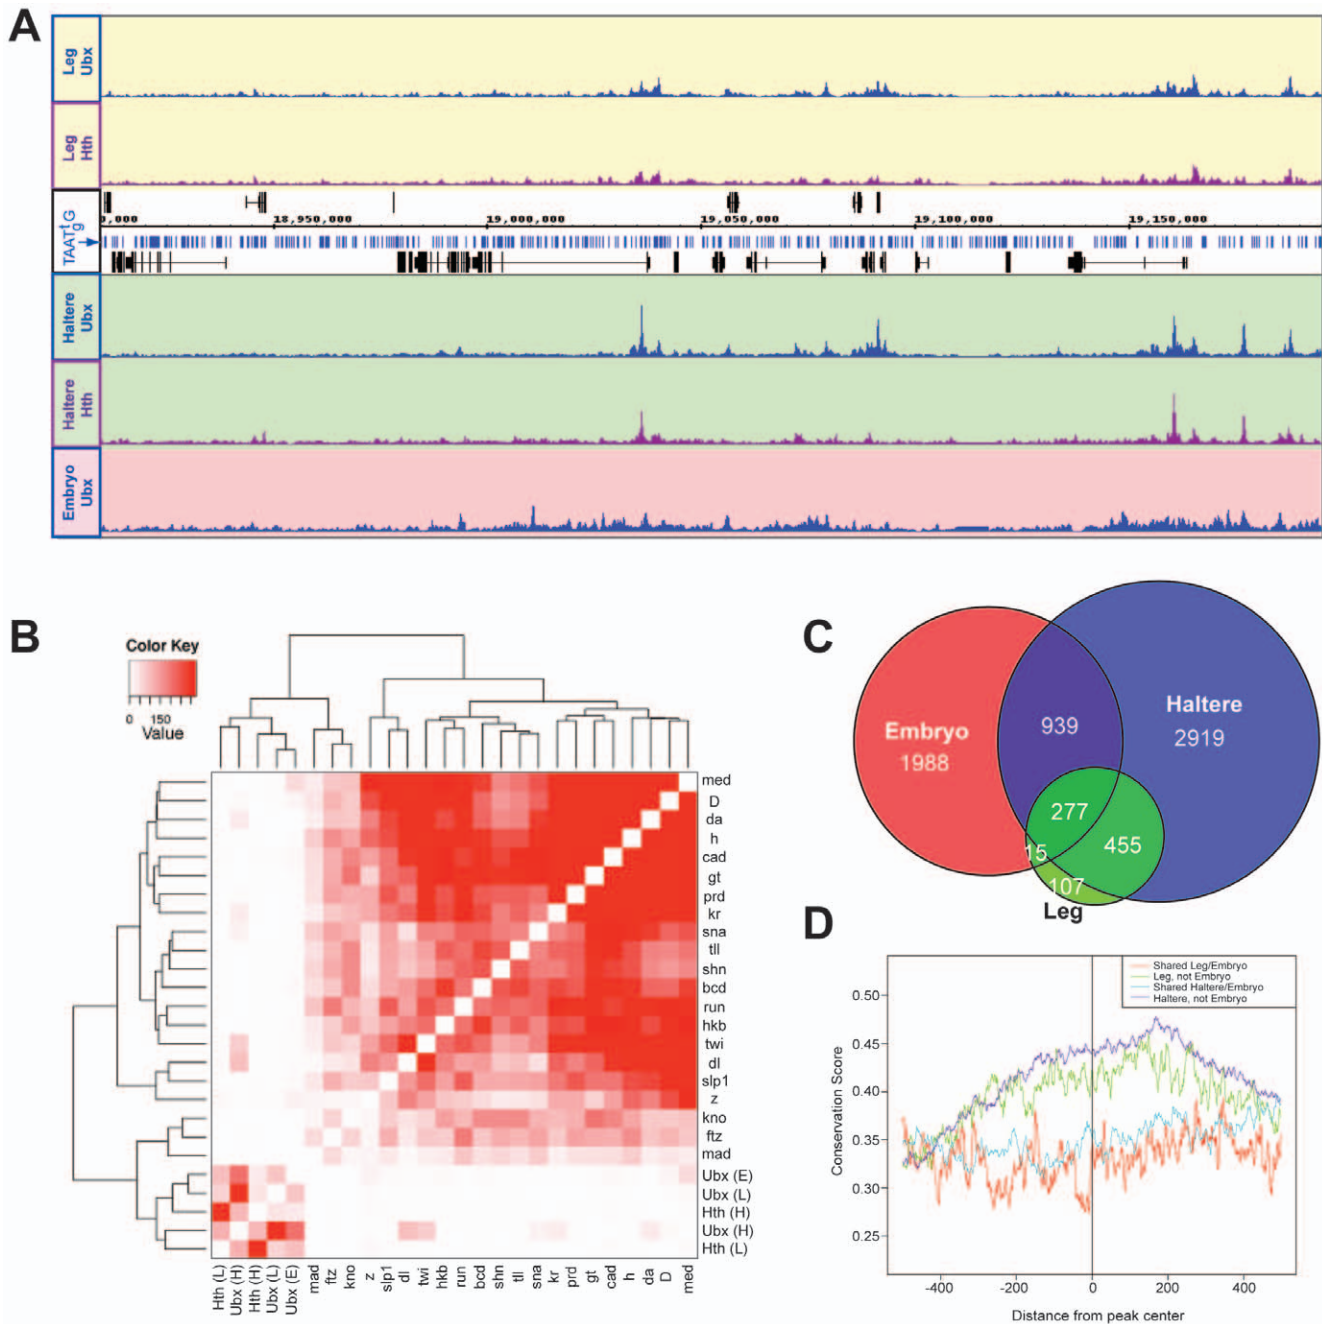 A
Leg
Ubx
Leg
Hth
TAATtgG
0,000
18,950,000
19,000,000
19,050,000
19,100,000
19,150,000
Haltere
Ubx
Haltere
Hth
Embryo
Ubx
B
Color Key
0 150
Value
med
D
da
h
cad
gt
prd
kr
sna
tll
shn
bcd
run
hkb
twi
dl
slp1
z
kno
ftz
mad
Ubx (E)
Ubx (L)
Hth (H)
Ubx (H)
Hth (L)
Hth (L)
Ubx (H)
Hth (H)
Ubx (L)
Ubx (E)
mad
ftz
kno
z
slp1
dl
twi
hkb
run
bcd
shn
tll
sna
kr
prd
gt
cad
h
da
D
med
C
Embryo
1988
939
Haltere
2919
277
15
455
107
Leg
D
Shared Leg/Embryo
Leg, not Embryo
Shared Haltere/Embryo
Haltere, not Embryo
Conservation Score
0.50
0.45
0.40
0.35
0.30
0.25
-400 -200 0 200 400
Distance from peak center